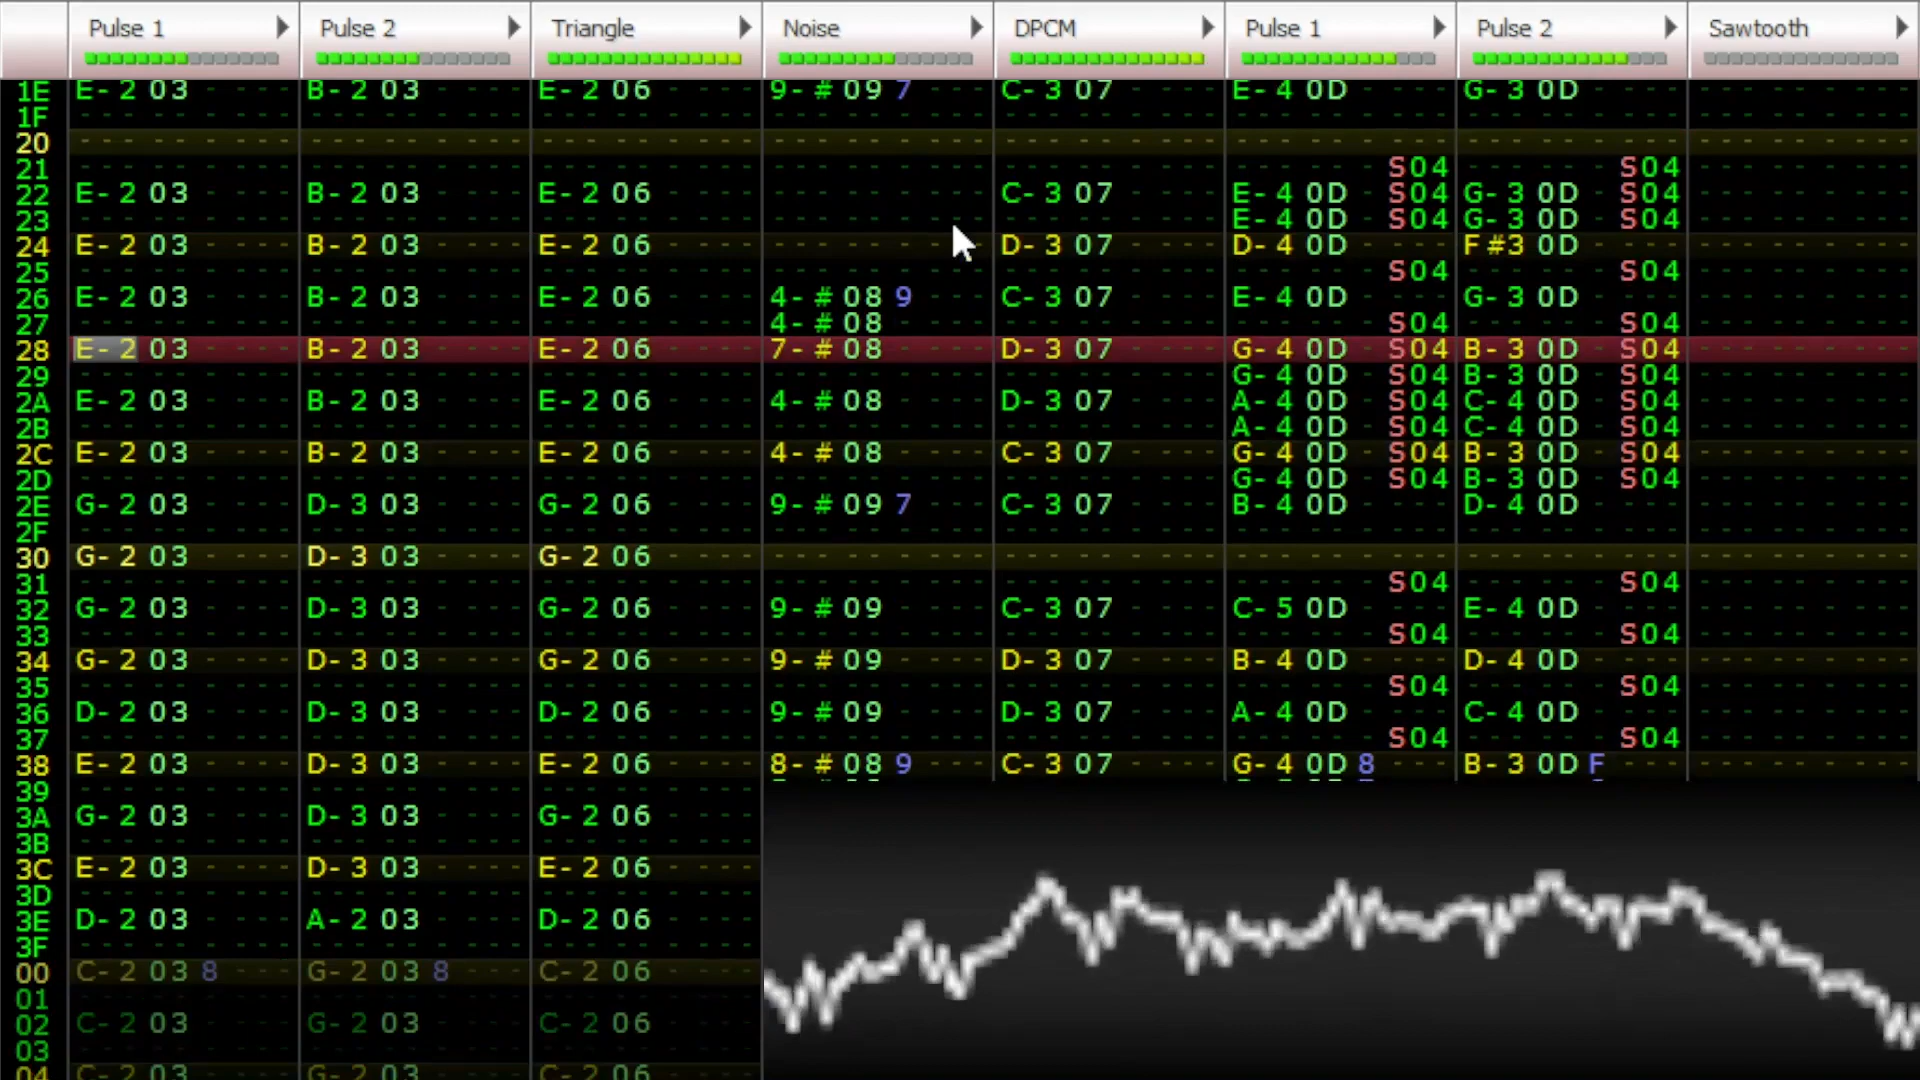 Pulse 1 Pulse 2 Triangle Noise DPCM Pulse 1 Pulse 2 Sawtooth
1E E-2 03 B-2 03 E-2 06 9-# 09 7 C-3 07 E-4 0D G-3 0D
1F
20
21 S04 S04
22 E-2 03 B-2 03 E-2 06 C-3 07 E-4 0D S04 G-3 0D S04
23 E-4 0D S04 G-3 0D S04
24 E-2 03 B-2 03 E-2 06 D-3 07 D-4 0D F#3 0D
25 S04 S04
26 E-2 03 B-2 03 E-2 06 4-# 08 9 C-3 07 E-4 0D G-3 0D
27 4-# 08 S04 S04
28 E-2 03 B-2 03 E-2 06 7-# 08 D-3 07 G-4 0D S04 B-3 0D S04
29 G-4 0D S04 B-3 0D S04
2A E-2 03 B-2 03 E-2 06 4-# 08 D-3 07 A-4 0D S04 C-4 0D S04
2B A-4 0D S04 C-4 0D S04
2C E-2 03 B-2 03 E-2 06 4-# 08 C-3 07 G-4 0D S04 B-3 0D S04
2D G-4 0D S04 B-3 0D S04
2E G-2 03 D-3 03 G-2 06 9-# 09 7 C-3 07 B-4 0D D-4 0D
2F
30 G-2 03 D-3 03 G-2 06
31 S04 S04
32 G-2 03 D-3 03 G-2 06 9-# 09 C-3 07 C-5 0D E-4 0D
33 S04 S04
34 G-2 03 D-3 03 G-2 06 9-# 09 D-3 07 B-4 0D D-4 0D
35 S04 S04
36 D-2 03 D-3 03 D-2 06 9-# 09 D-3 07 A-4 0D C-4 0D
37 S04 S04
38 E-2 03 D-3 03 E-2 06 8-# 08 9 C-3 07 G-4 0D 8 B-3 0D F
39
3A G-2 03 D-3 03 G-2 06
3B
3C E-2 03 D-3 03 E-2 06
3D
3E D-2 03 A-2 03 D-2 06
3F
00 C-2 03 8 G-2 03 8 C-2 06
01
02 C-2 03 G-2 03 C-2 06
03
04 C-2 03 G-2 03 C-2 06